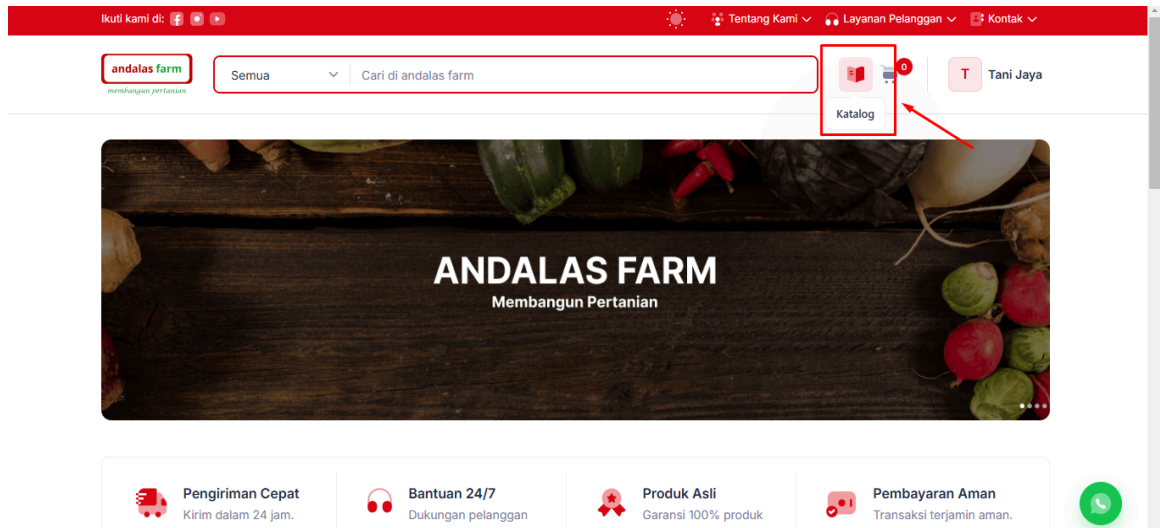 Ikuti kami di:
Tentang Kami
Layanan Pelanggan
Kontak
andalas farm
membangun pertanian
Semua
Cari di andalas farm
0
T
Tani Jaya
Katalog
ANDALAS FARM
Membangun Pertanian
Pengiriman Cepat
Kirim dalam 24 jam.
Bantuan 24/7
Dukungan pelanggan
Produk Asli
Garansi 100% produk
Pembayaran Aman
Transaksi terjamin aman.